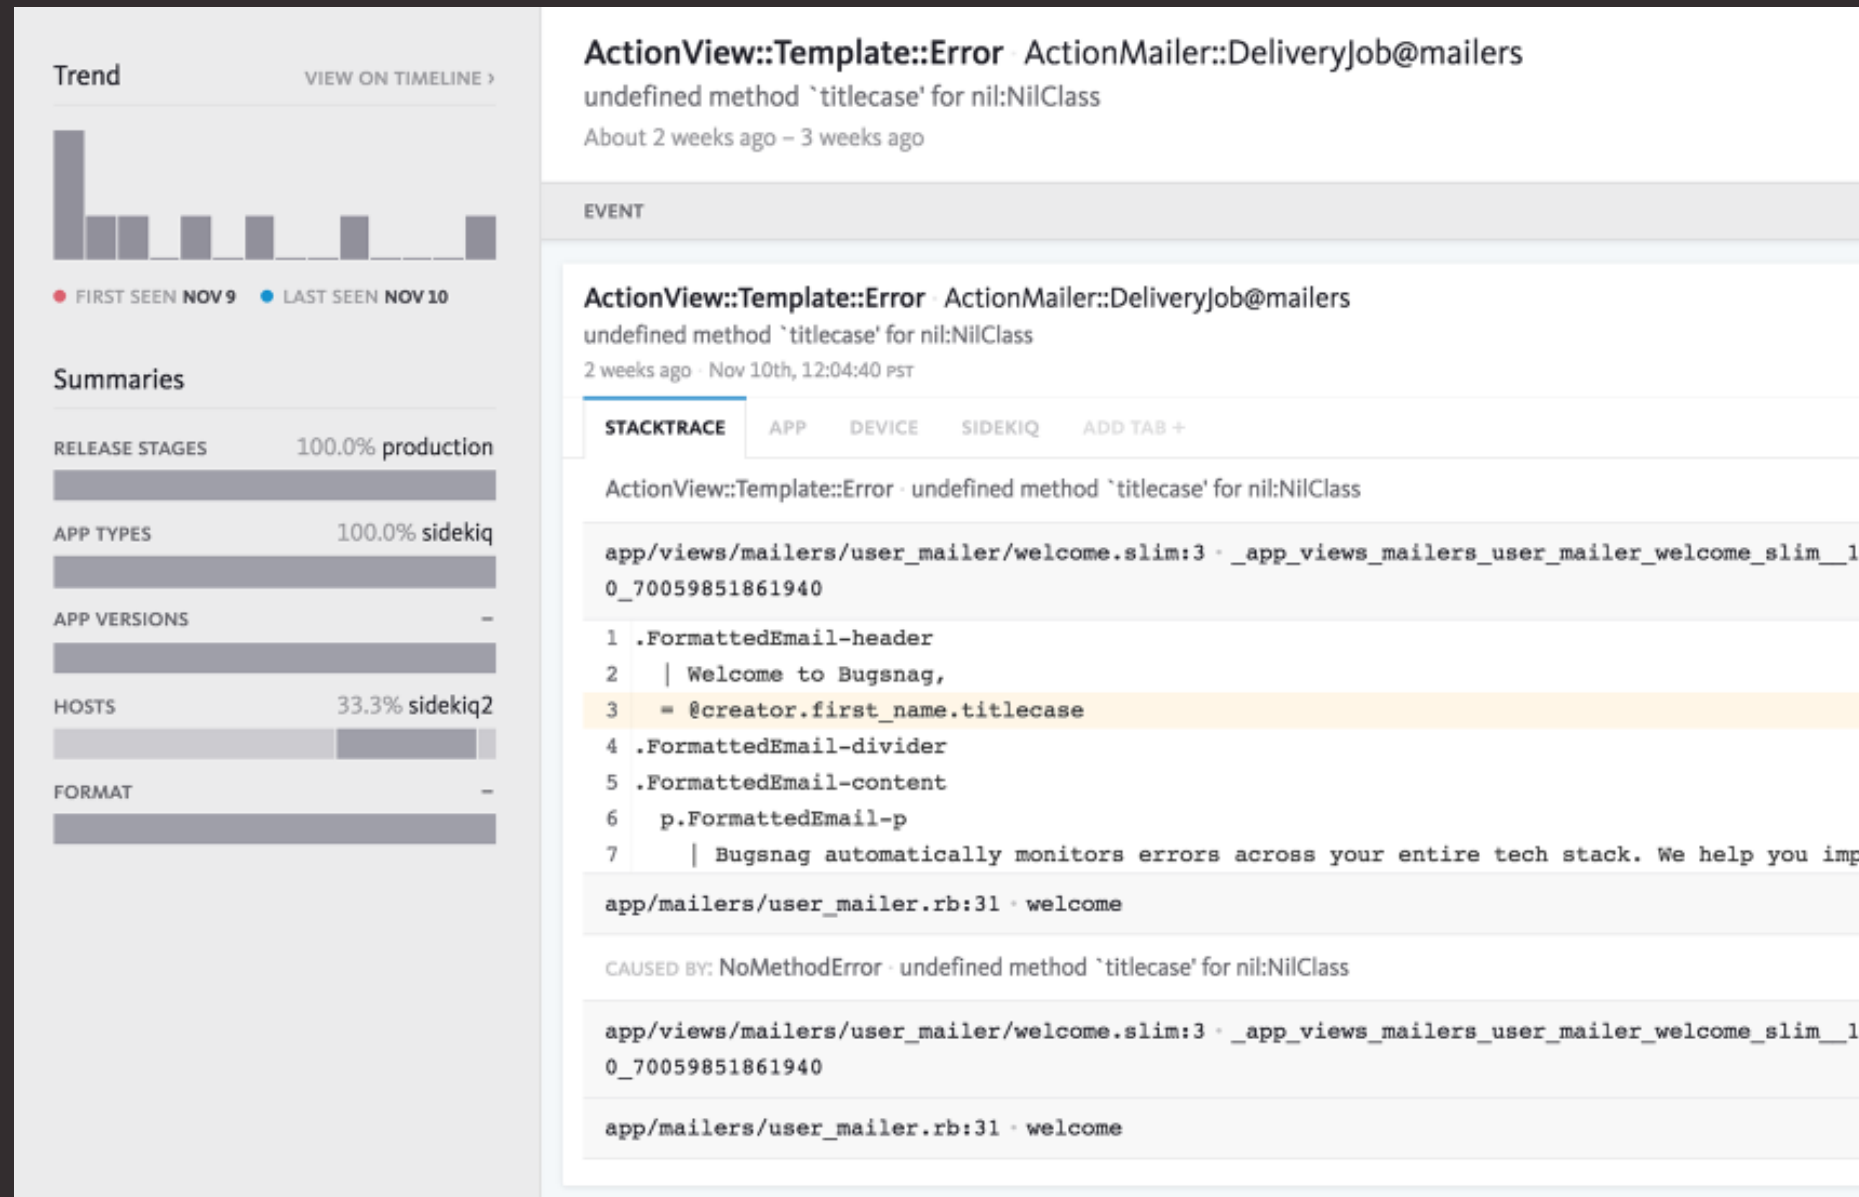 Trend VIEW ON TIMELINE ›
FIRST SEEN NOV 9 LAST SEEN NOV 10
Summaries
RELEASE STAGES 100.0% production
APP TYPES 100.0% sidekiq
APP VERSIONS –
HOSTS 33.3% sidekiq2
FORMAT –
ActionView::Template::Error · ActionMailer::DeliveryJob@mailers
undefined method `titlecase' for nil:NilClass
About 2 weeks ago – 3 weeks ago
EVENT
ActionView::Template::Error · ActionMailer::DeliveryJob@mailers
undefined method `titlecase' for nil:NilClass
2 weeks ago · Nov 10th, 12:04:40 PST
STACKTRACE APP DEVICE SIDEKIQ ADD TAB +
ActionView::Template::Error · undefined method `titlecase' for nil:NilClass
app/views/mailers/user_mailer/welcome.slim:3 · _app_views_mailers_user_mailer_welcome_slim__1
0_70059851861940
1 .FormattedEmail-header
2 | Welcome to Bugsnag,
3 = @creator.first_name.titlecase
4 .FormattedEmail-divider
5 .FormattedEmail-content
6 p.FormattedEmail-p
7 | Bugsnag automatically monitors errors across your entire tech stack. We help you imp
app/mailers/user_mailer.rb:31 · welcome
CAUSED BY: NoMethodError · undefined method `titlecase' for nil:NilClass
app/views/mailers/user_mailer/welcome.slim:3 · _app_views_mailers_user_mailer_welcome_slim__1
0_70059851861940
app/mailers/user_mailer.rb:31 · welcome